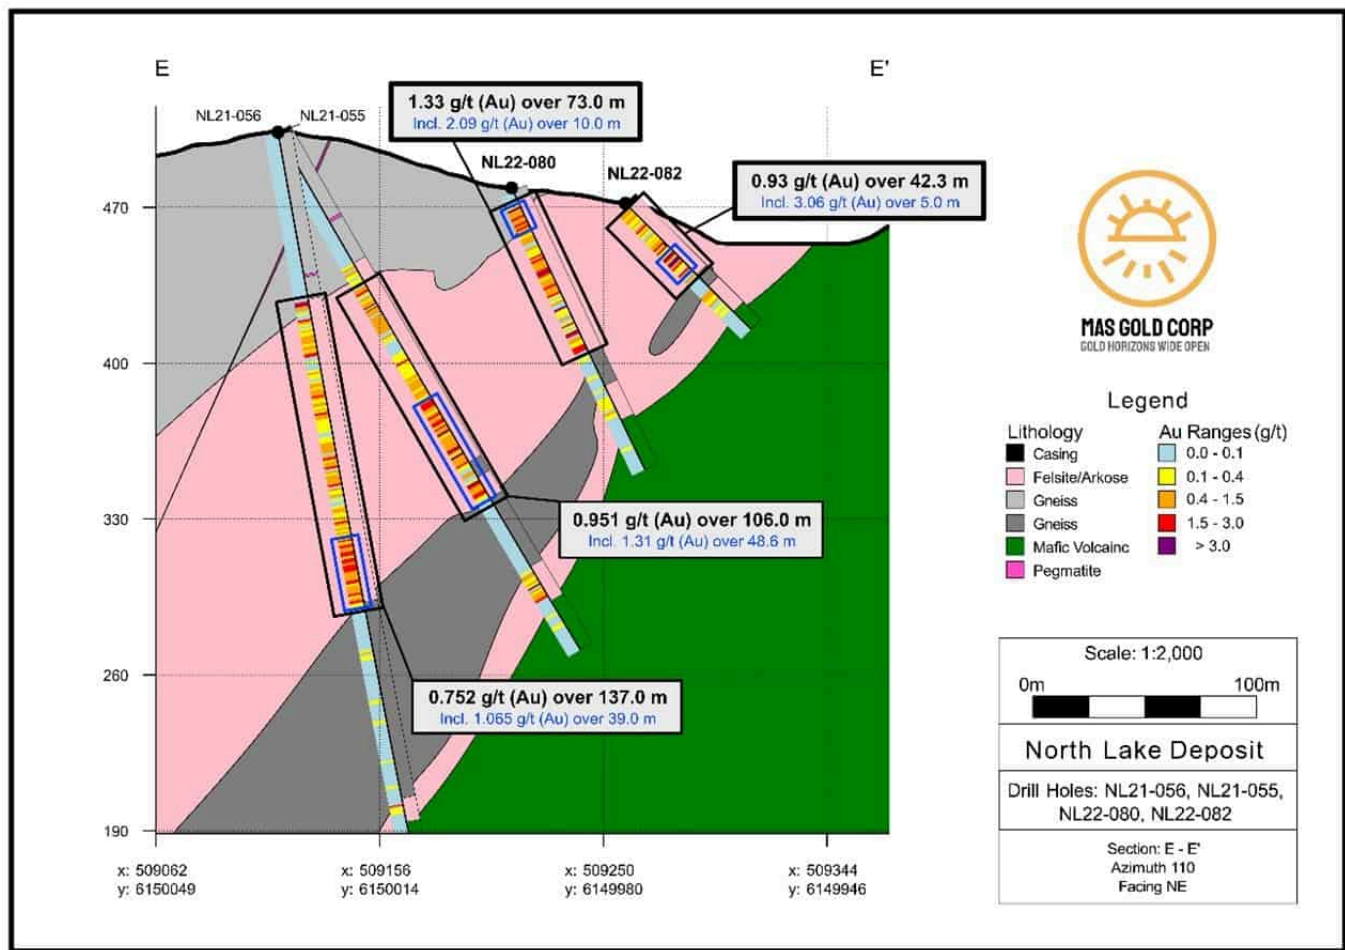 E
E'
NL21-056
NL21-055
1.33 g/t (Au) over 73.0 m
Incl. 2.09 g/t (Au) over 10.0 m
NL22-080
NL22-082
0.93 g/t (Au) over 42.3 m
Incl. 3.06 g/t (Au) over 5.0 m
470
400
330
260
190
0.951 g/t (Au) over 106.0 m
Incl. 1.31 g/t (Au) over 48.6 m
0.752 g/t (Au) over 137.0 m
Incl. 1.065 g/t (Au) over 39.0 m
x: 509062
y: 6150049
x: 509156
y: 6150014
x: 509250
y: 6149980
x: 509344
y: 6149946
MAS GOLD CORP
GOLD HORIZONS WIDE OPEN
Legend
Lithology
Casing
Felsite/Arkose
Gneiss
Gneiss
Mafic Volcainc
Pegmatite
Au Ranges (g/t)
0.0 - 0.1
0.1 - 0.4
0.4 - 1.5
1.5 - 3.0
> 3.0
Scale: 1:2,000
0m 100m
North Lake Deposit
Drill Holes: NL21-056, NL21-055,
NL22-080, NL22-082
Section: E - E'
Azimuth 110
Facing NE